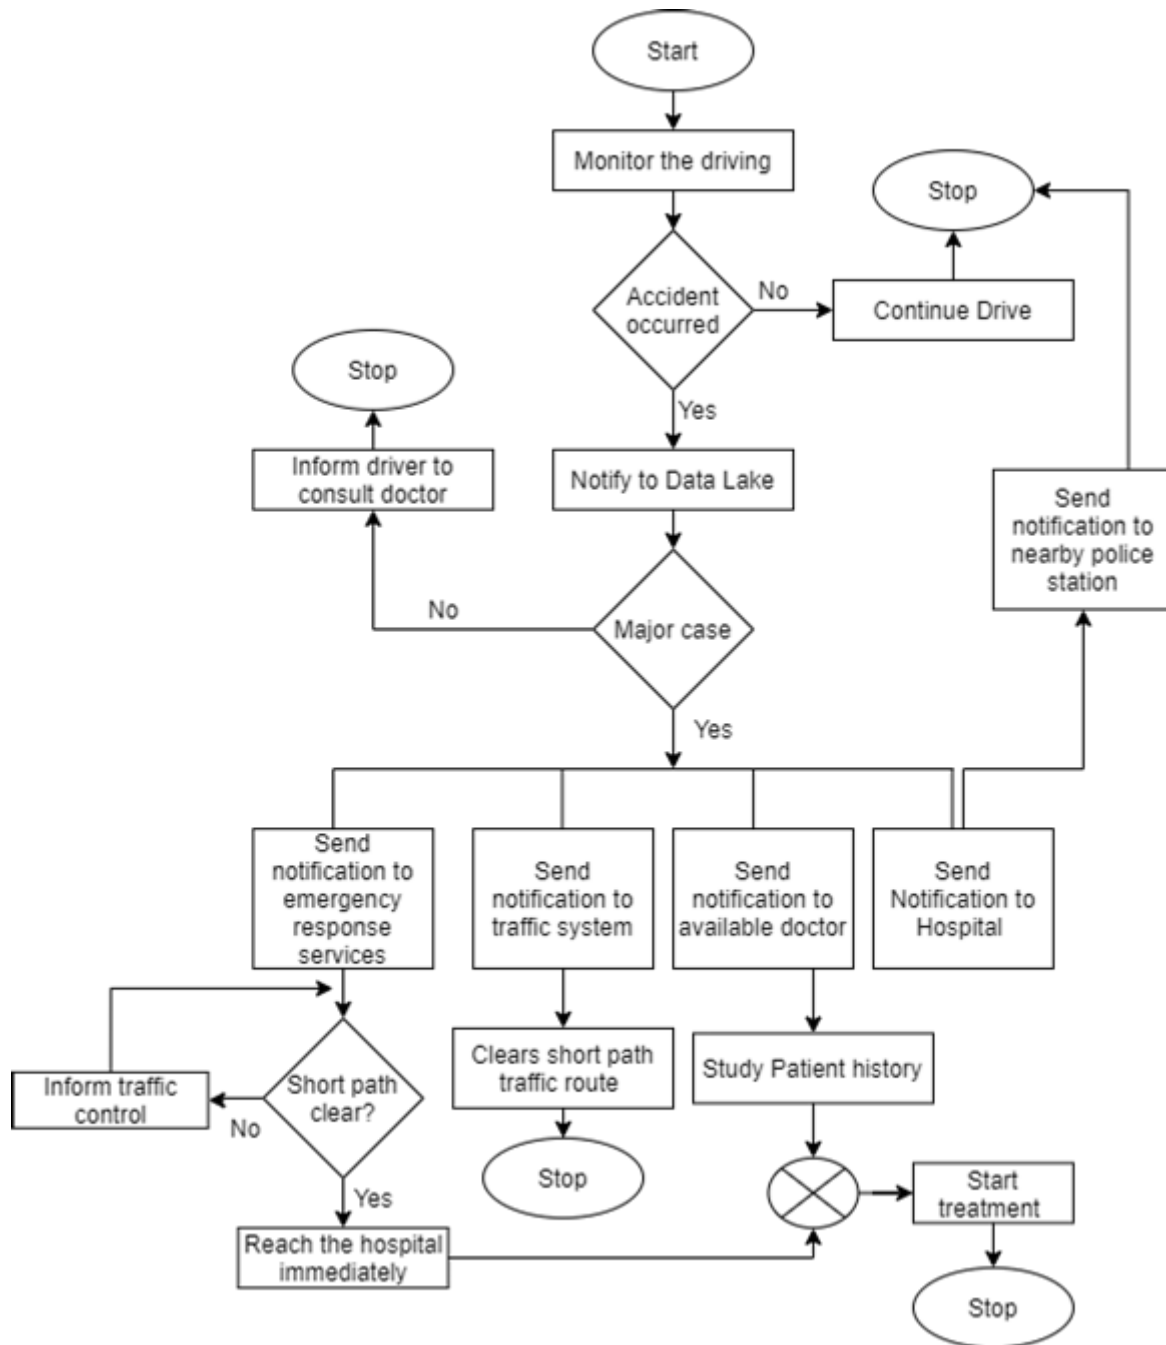 Start
Monitor the driving
Stop
Accident
occurred
No
Continue Drive
Stop
Yes
Inform driver to
consult doctor
Notify to Data Lake
Send
notification to
nearby police
station
No
Major case
Yes
Send
notification to
emergency
response
services
Send
notification to
traffic system
Send
notification to
available doctor
Send
Notification to
Hospital
Inform traffic
control
No
Short path
clear?
Clears short path
traffic route
Study Patient history
Yes
Stop
Start
treatment
Reach the hospital
immediately
Stop